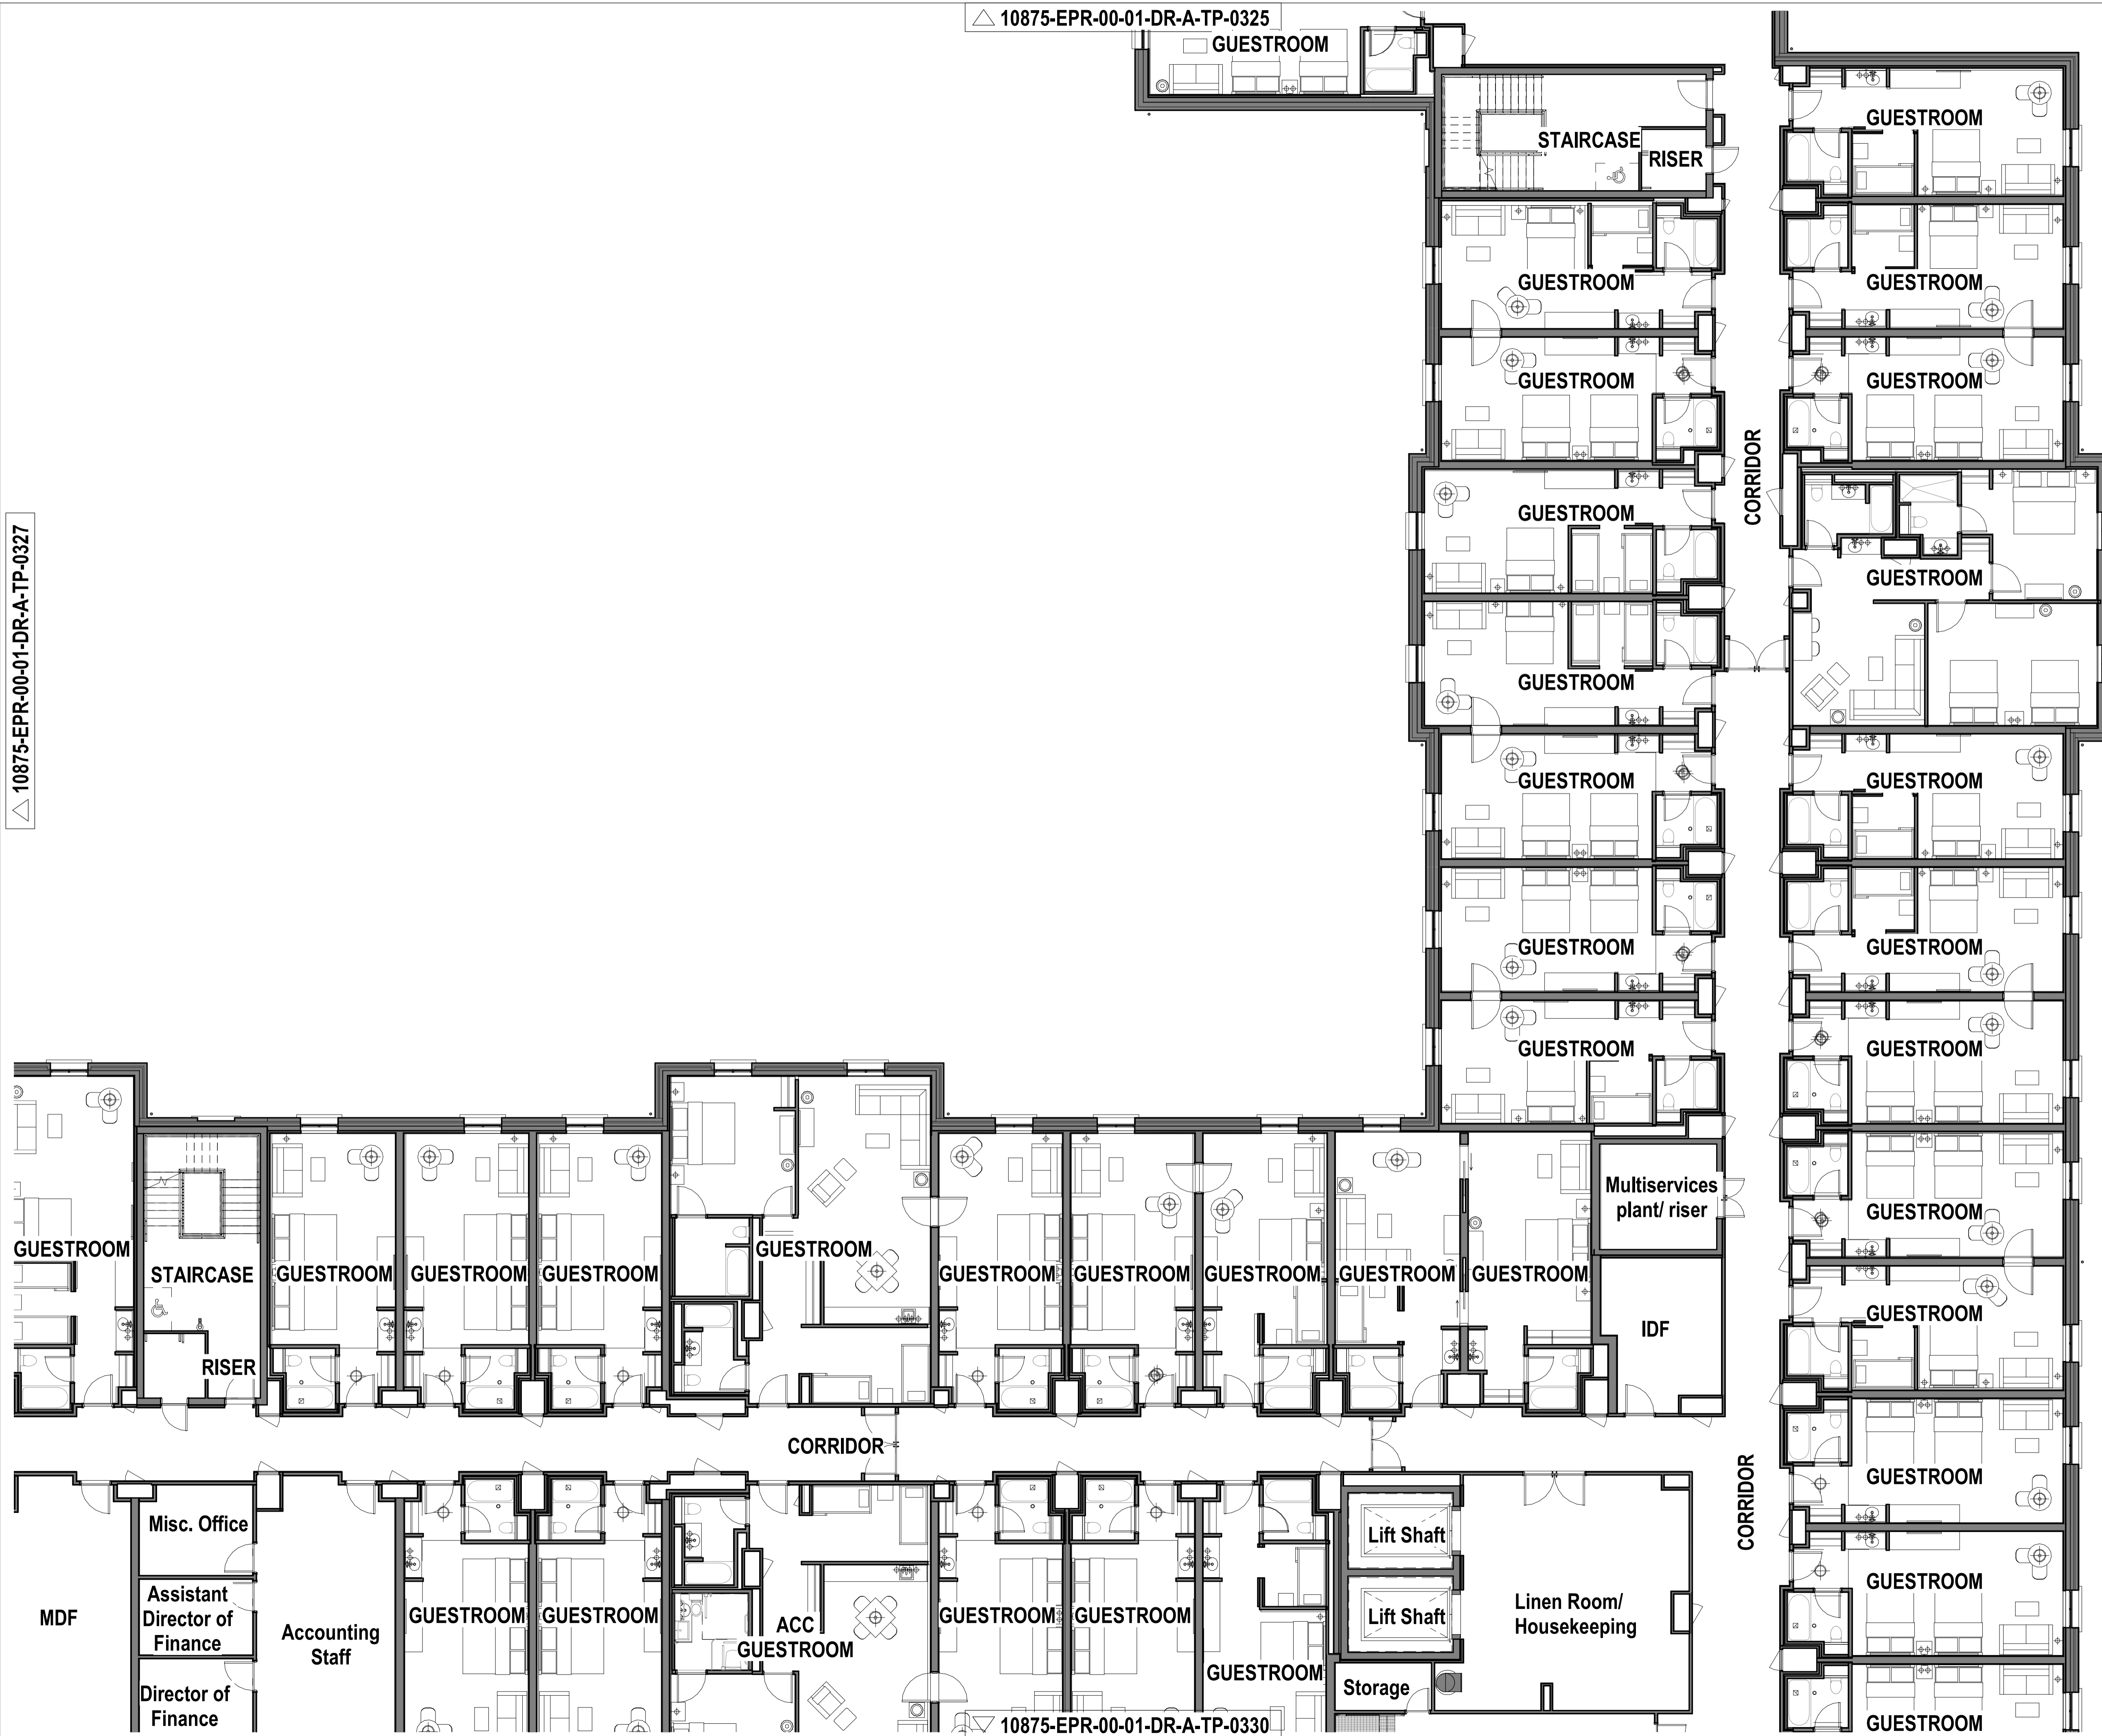 △ 10875-EPR-00-01-DR-A-TP-0325
GUESTROOM
GUESTROOM
STAIRCASE
RISER
GUESTROOM
GUESTROOM
GUESTROOM
GUESTROOM
CORRIDOR
GUESTROOM
△ 10875-EPR-00-01-DR-A-TP-0327
GUESTROOM
GUESTROOM
GUESTROOM
GUESTROOM
GUESTROOM
GUESTROOM
GUESTROOM
GUESTROOM
Multiservices
plant/ riser
GUESTROOM
GUESTROOM
STAIRCASE
GUESTROOM
GUESTROOM
GUESTROOM
GUESTROOM
GUESTROOM
GUESTROOM
GUESTROOM
GUESTROOM
GUESTROOM
GUESTROOM
IDF
RISER
CORRIDOR
CORRIDOR
GUESTROOM
Misc. Office
Lift Shaft
GUESTROOM
Assistant
Director of
Finance
MDF
Accounting
Staff
GUESTROOM
GUESTROOM
ACC
GUESTROOM
GUESTROOM
GUESTROOM
Lift Shaft
Linen Room/
Housekeeping
GUESTROOM
Storage
Director of
Finance
▽ 10875-EPR-00-01-DR-A-TP-0330
GUESTROOM